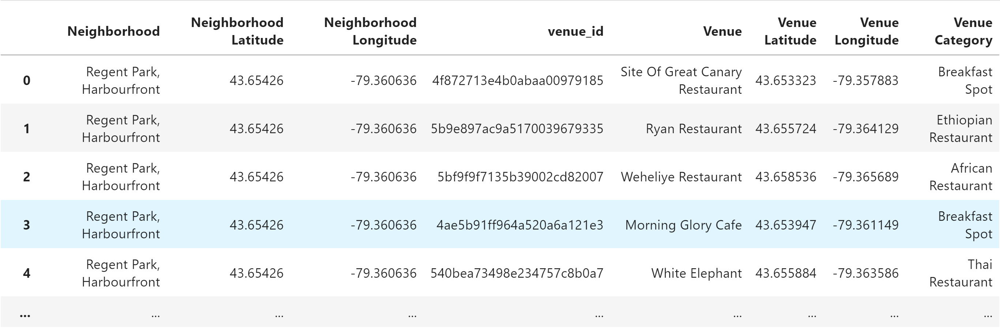 Neighborhood Neighborhood Latitude Neighborhood Longitude venue_id Venue Venue Latitude Venue Longitude Venue Category
0 Regent Park, Harbourfront 43.65426 -79.360636 4f872713e4b0abaa00979185 Site Of Great Canary Restaurant 43.653323 -79.357883 Breakfast Spot
1 Regent Park, Harbourfront 43.65426 -79.360636 5b9e897ac9a5170039679335 Ryan Restaurant 43.655724 -79.364129 Ethiopian Restaurant
2 Regent Park, Harbourfront 43.65426 -79.360636 5bf9f9f7135b39002cd82007 Weheliye Restaurant 43.658536 -79.365689 African Restaurant
3 Regent Park, Harbourfront 43.65426 -79.360636 4ae5b91ff964a520a6a121e3 Morning Glory Cafe 43.653947 -79.361149 Breakfast Spot
4 Regent Park, Harbourfront 43.65426 -79.360636 540bea73498e234757c8b0a7 White Elephant 43.655884 -79.363586 Thai Restaurant
... ... ... ... ... ... ... ... ...